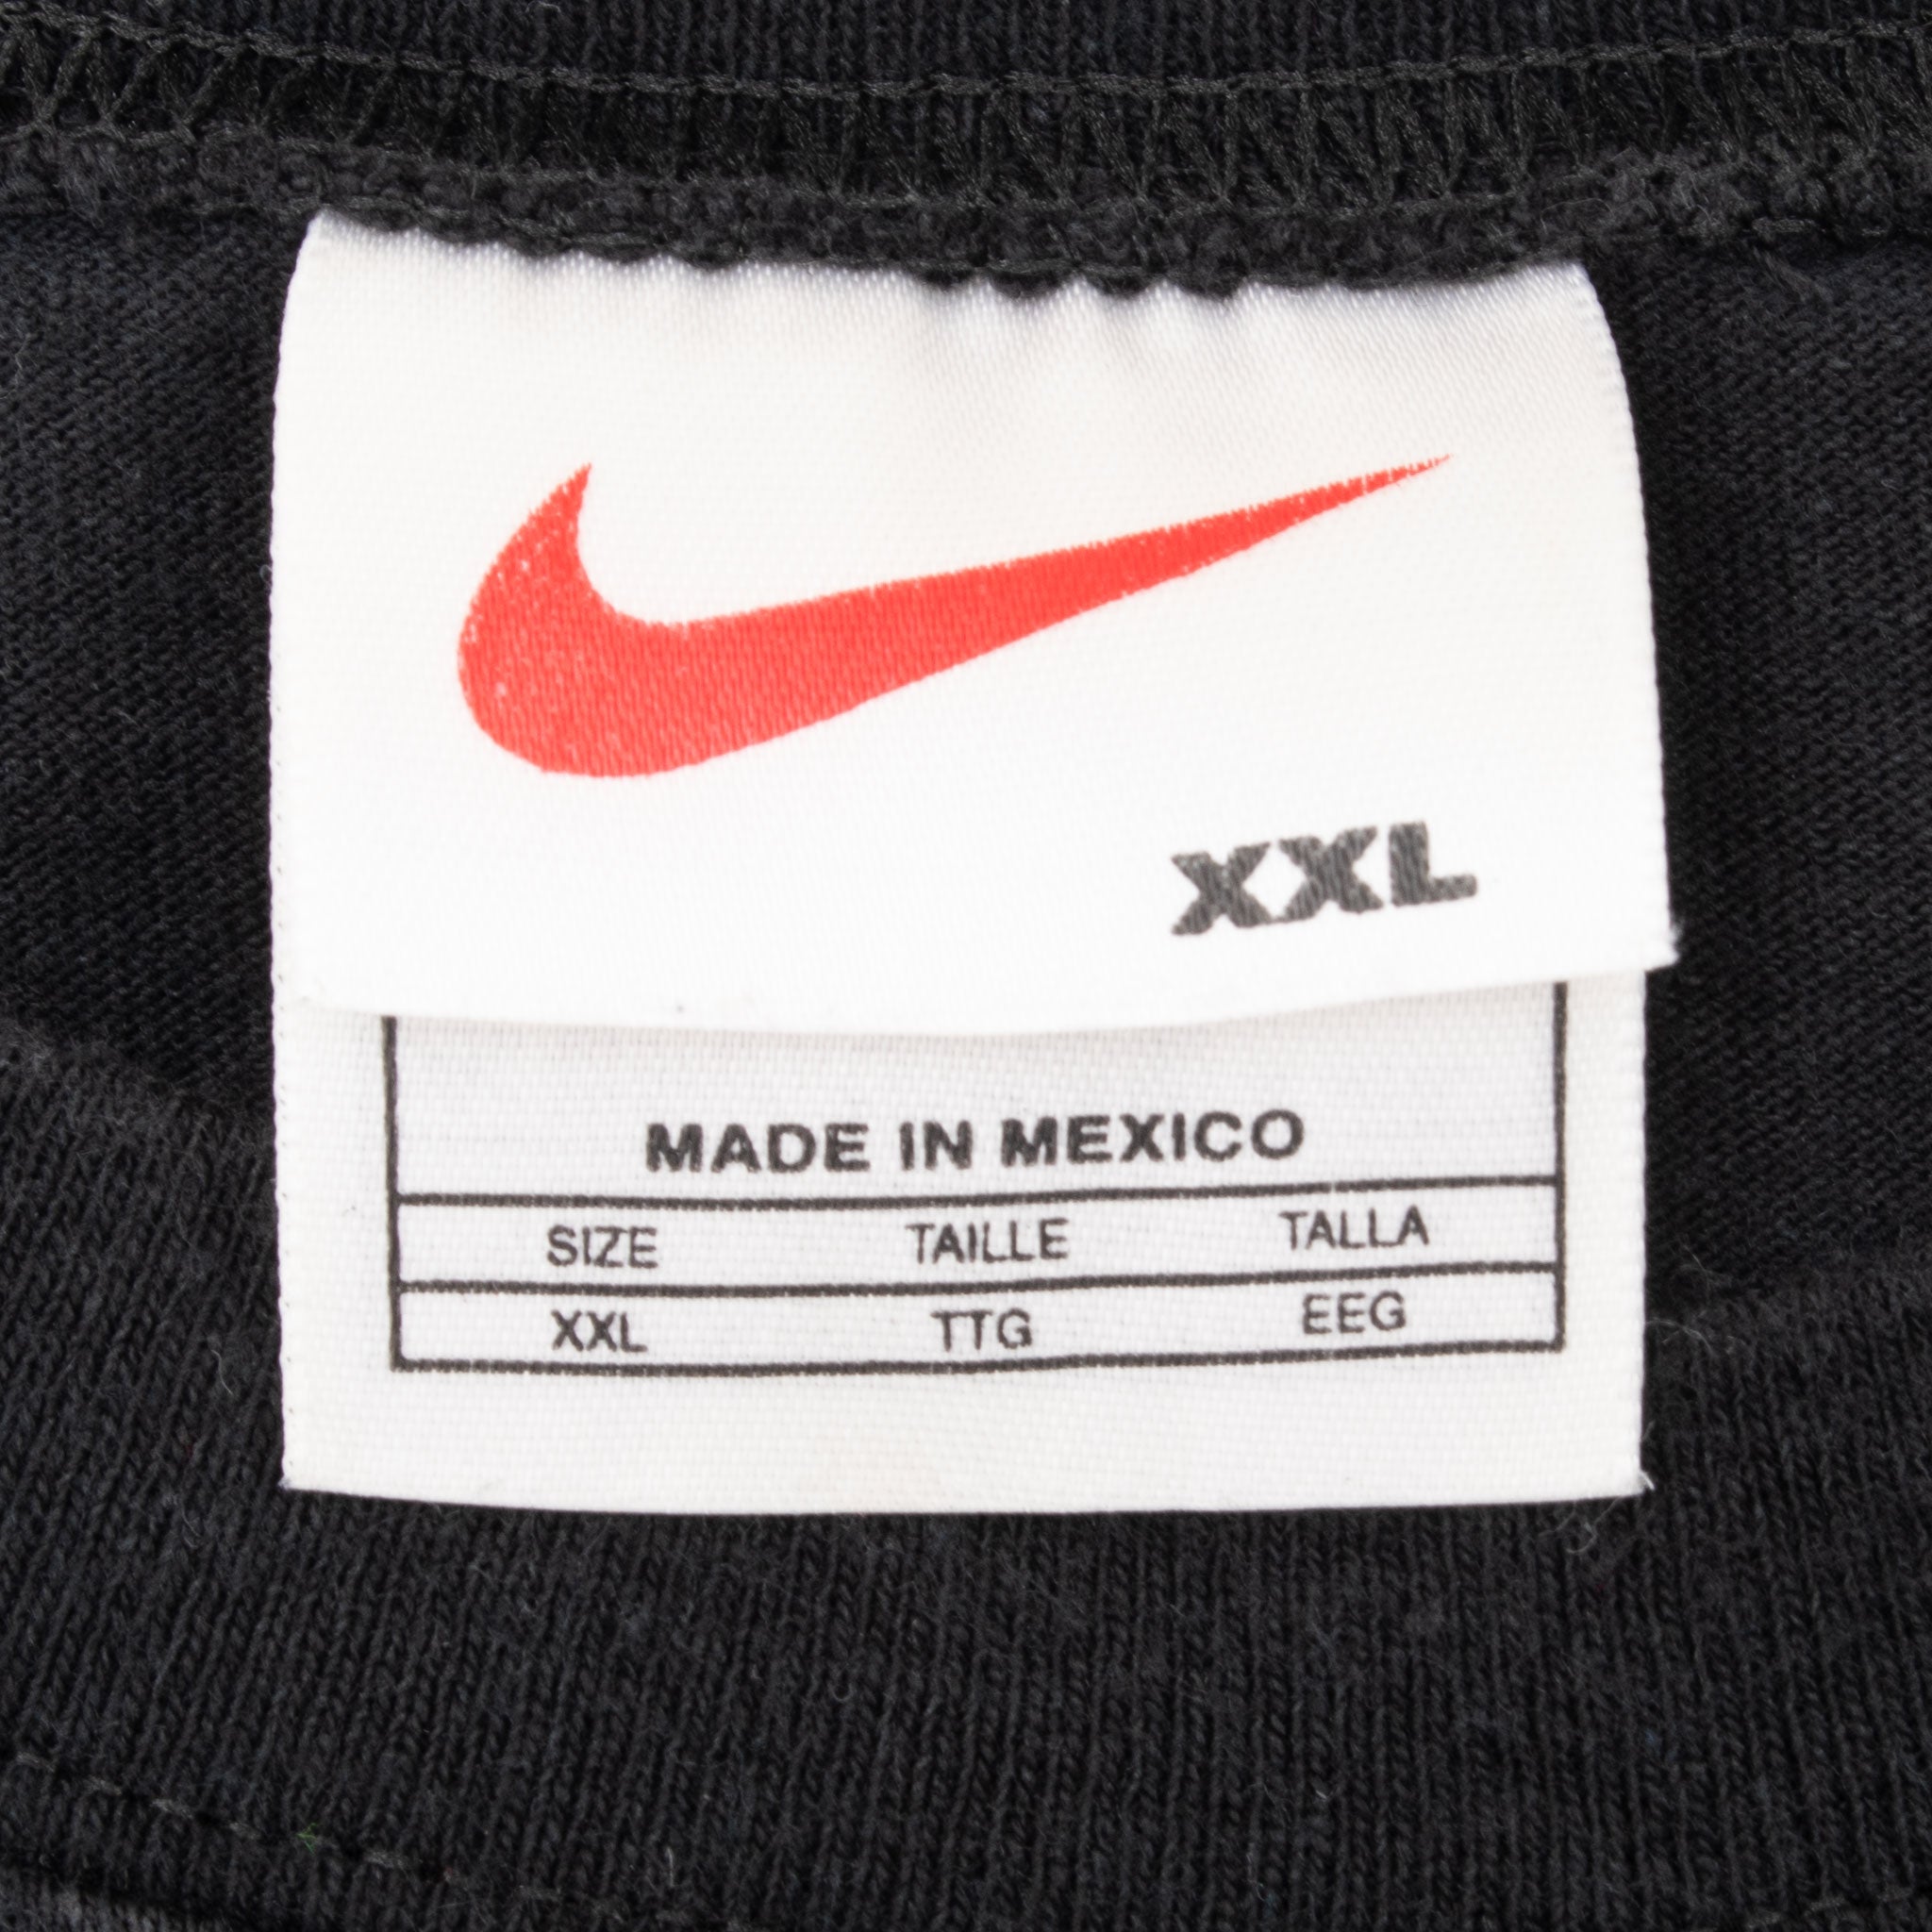 XXL
MADE IN MEXICO
SIZE TAILLE TALLA
XXL TTG EEG